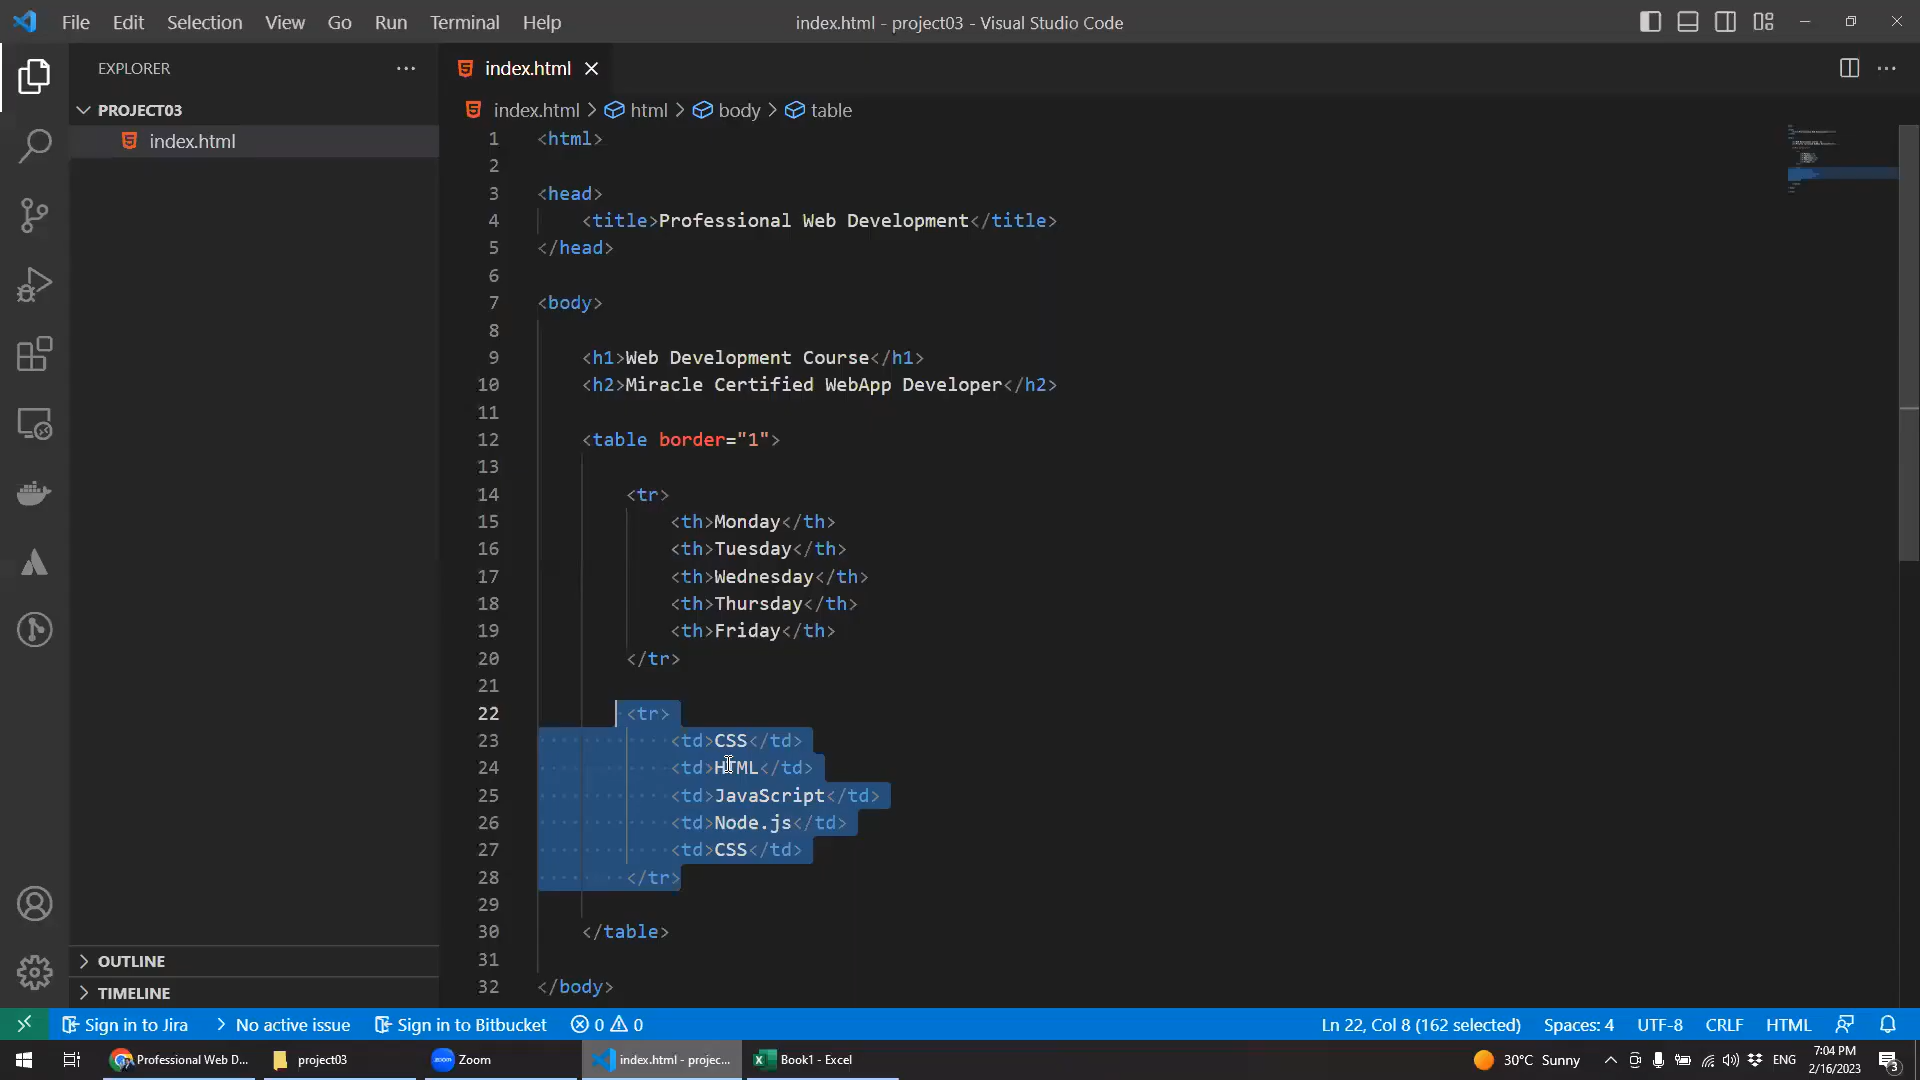 File Edit Selection View Go Run Terminal Help
index.html - project03 - Visual Studio Code
EXPLORER
PROJECT03
index.html
index.html
index.html > html > body > table
1 <html>
2
3 <head>
4 <title>Professional Web Development</title>
5 </head>
6
7 <body>
8
9 <h1>Web Development Course</h1>
10 <h2>Miracle Certified WebApp Developer</h2>
11
12 <table border="1">
13
14 <tr>
15 <th>Monday</th>
16 <th>Tuesday</th>
17 <th>Wednesday</th>
18 <th>Thursday</th>
19 <th>Friday</th>
20 </tr>
21
22 <tr>
23 <td>CSS</td>
24 <td>HTML</td>
25 <td>JavaScript</td>
26 <td>Node.js</td>
27 <td>CSS</td>
28 </tr>
29
30 </table>
31
32 </body>
OUTLINE
TIMELINE
Sign in to Jira No active issue Sign in to Bitbucket 0 0
Ln 22, Col 8 (162 selected) Spaces: 4 UTF-8 CRLF HTML
Professional Web D... project03 zoom Zoom index.html - projec... Book1 - Excel
30°C Sunny ENG
7:04 PM
2/16/2023
3